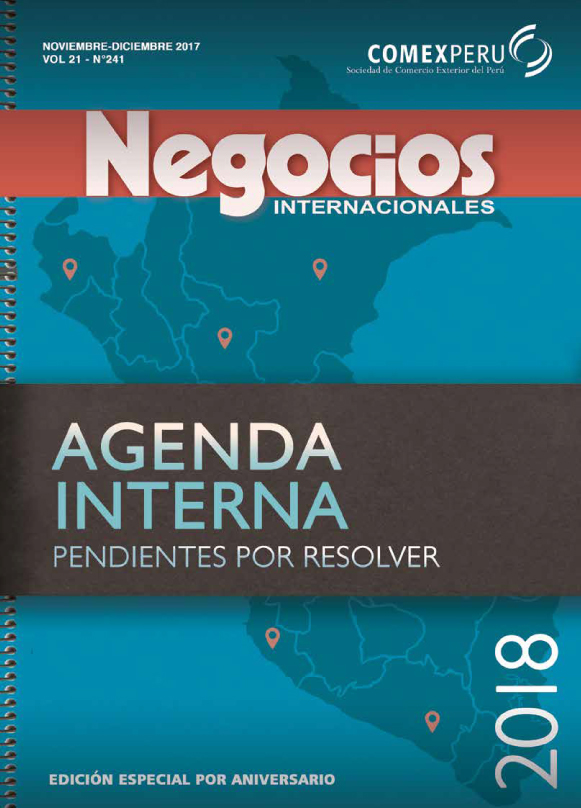 NOVIEMBRE-DICIEMBRE 2017
VOL 21 - N°241
COMEXPERU
Sociedad de Comercio Exterior del Perú
Negocios
INTERNACIONALES
AGENDA
INTERNA
PENDIENTES POR RESOLVER
2018
EDICIÓN ESPECIAL POR ANIVERSARIO